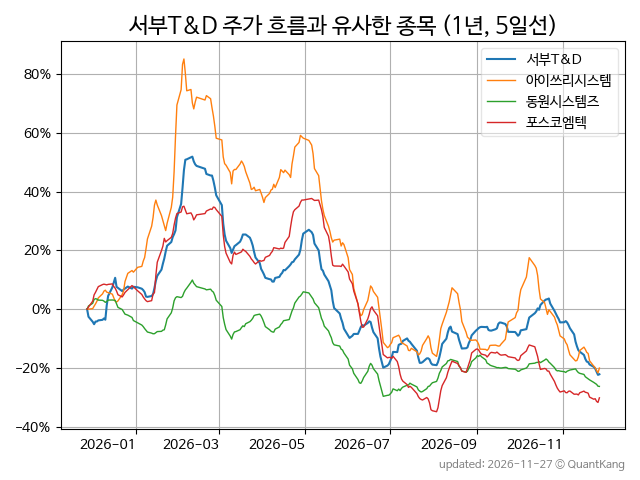 서부T&D 주가 흐름과 유사한 종목 (1년, 5일선)
서부T&D
아이쓰리시스템
동원시스템즈
포스코엠텍
80%
60%
40%
20%
0%
−20%
−40%
2026-01 2026-03 2026-05 2026-07 2026-09 2026-11
updated: 2026-11-27 © QuantKang